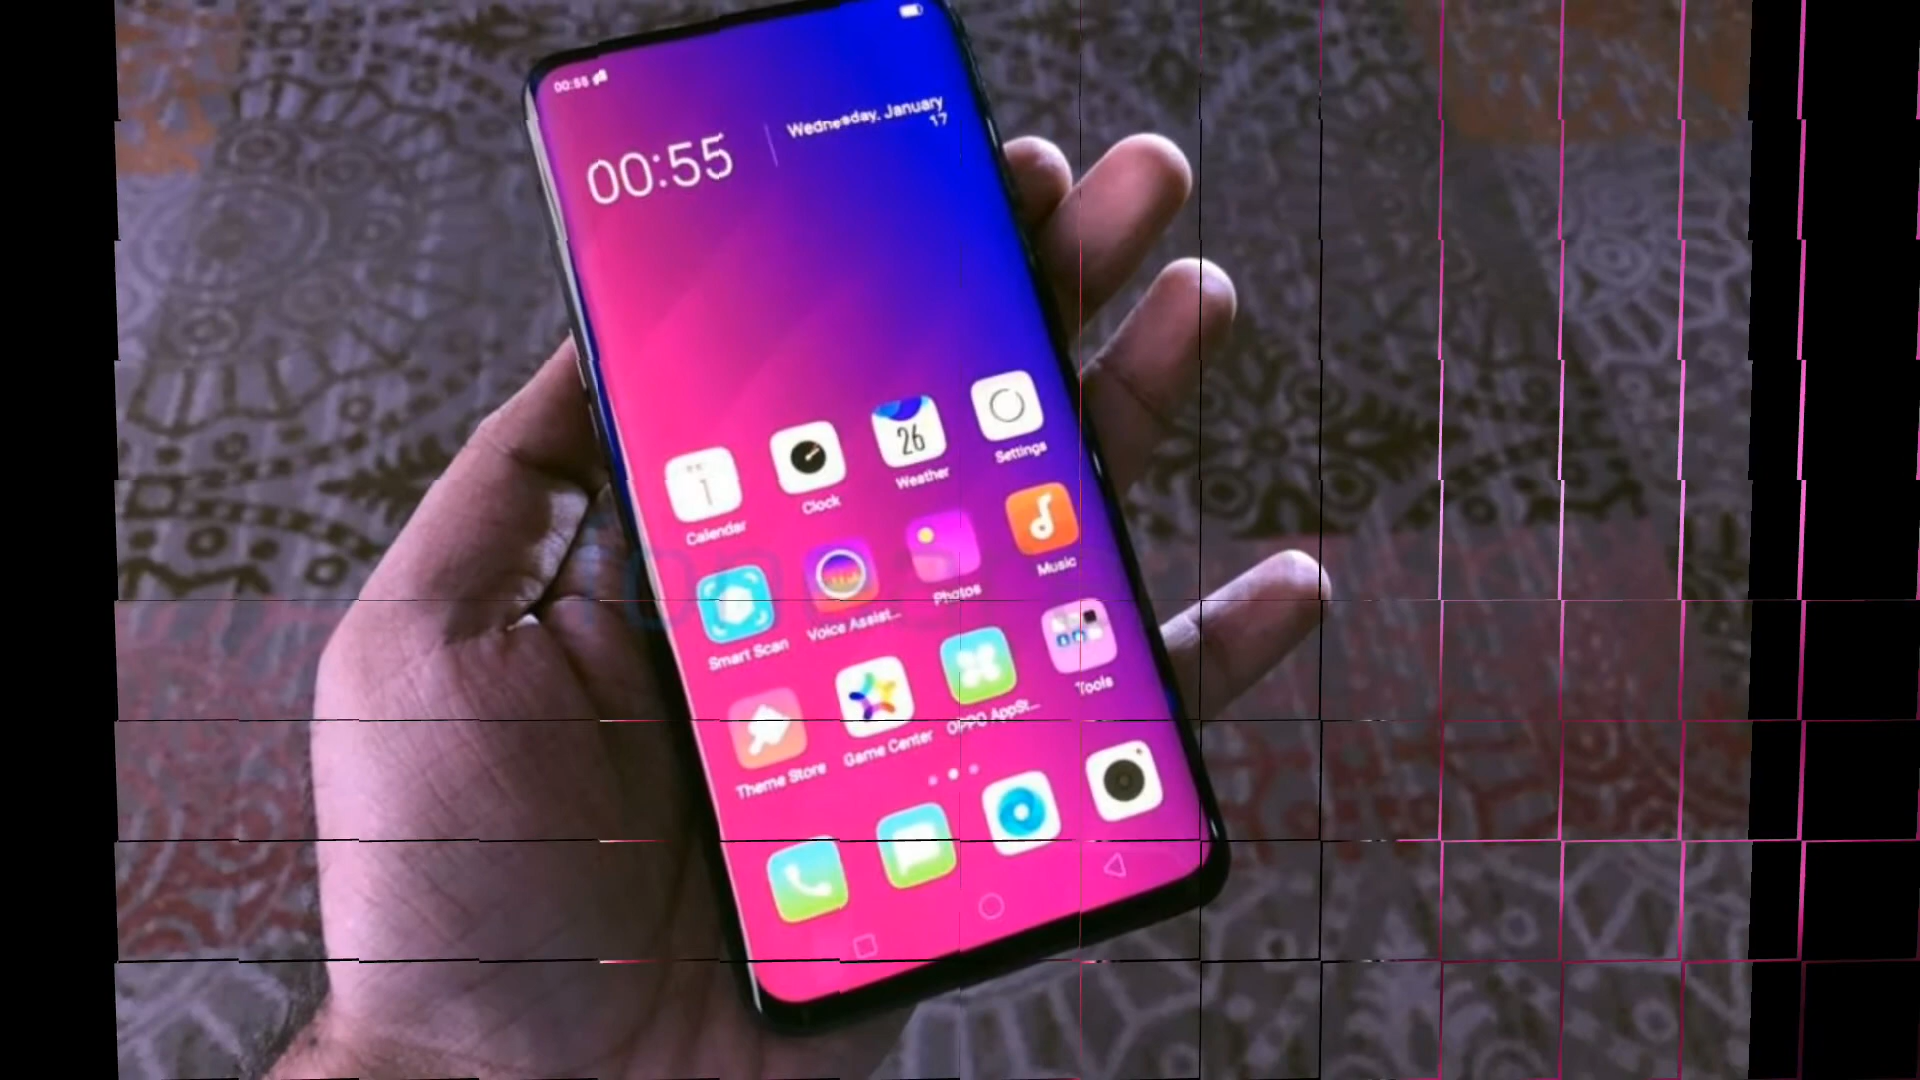 00:55
00:55
Wednesday, January
17
1
Calendar
Clock
26
Weather
Settings
Smart Scan
Voice Assist...
Photos
Music
Theme Store
Game Center
OPPO AppSt...
Tools